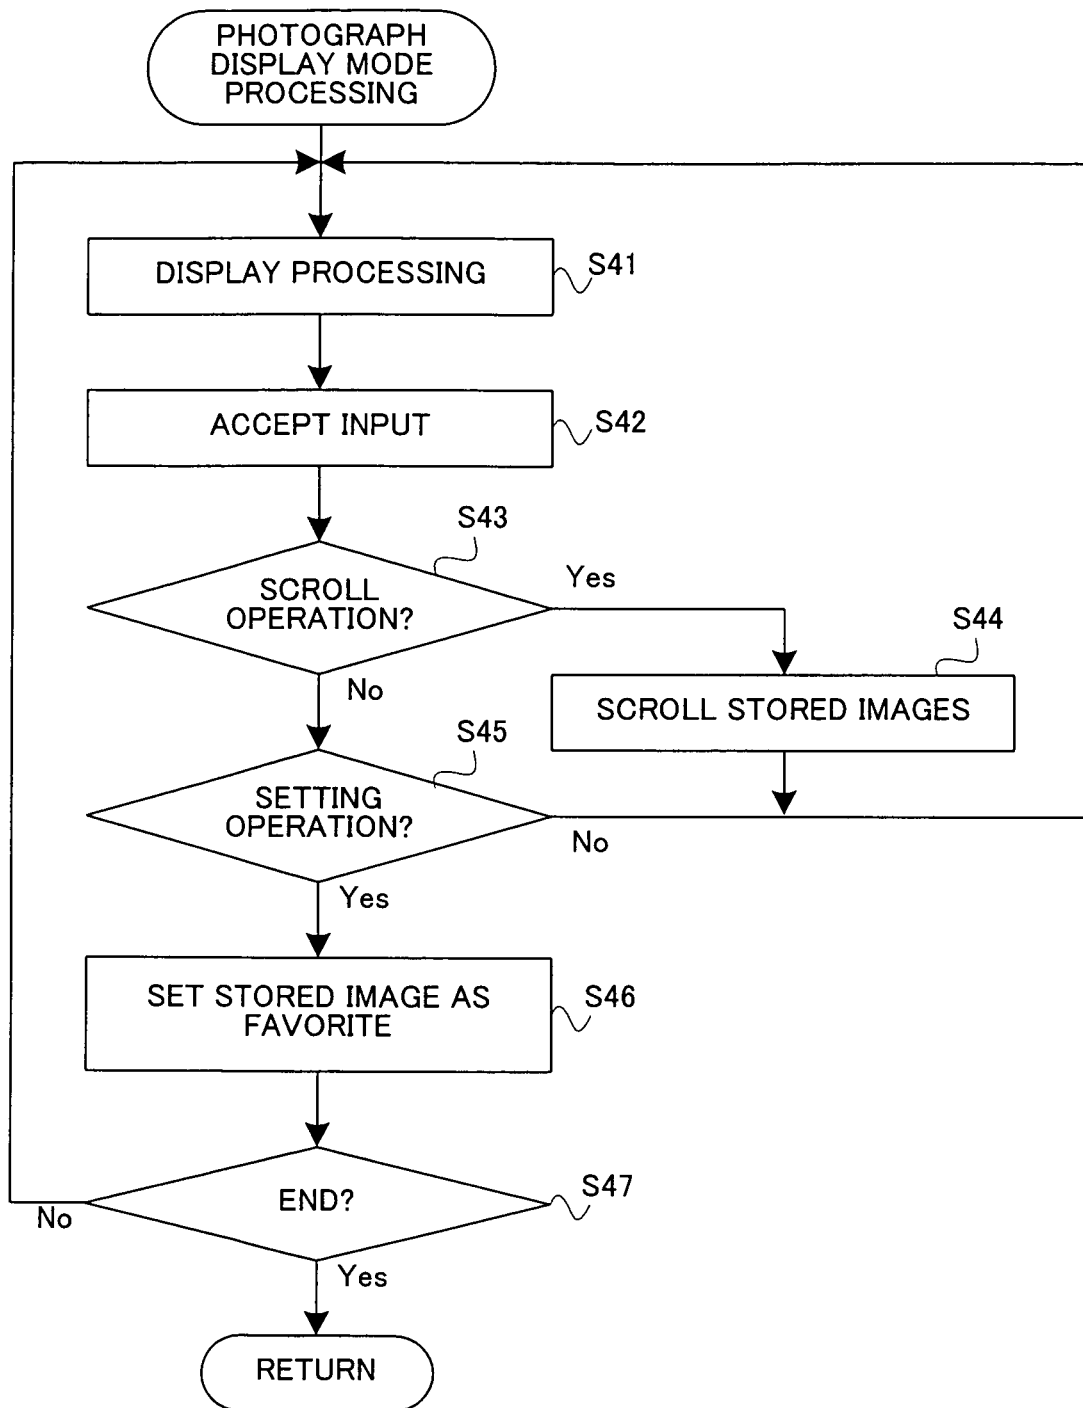 PHOTOGRAPH
DISPLAY MODE
PROCESSING
DISPLAY PROCESSING
S41
ACCEPT INPUT
S42
S43
SCROLL
OPERATION?
Yes
No
S44
SCROLL STORED IMAGES
S45
SETTING
OPERATION?
No
Yes
SET STORED IMAGE AS
FAVORITE
S46
END?
S47
No
Yes
RETURN